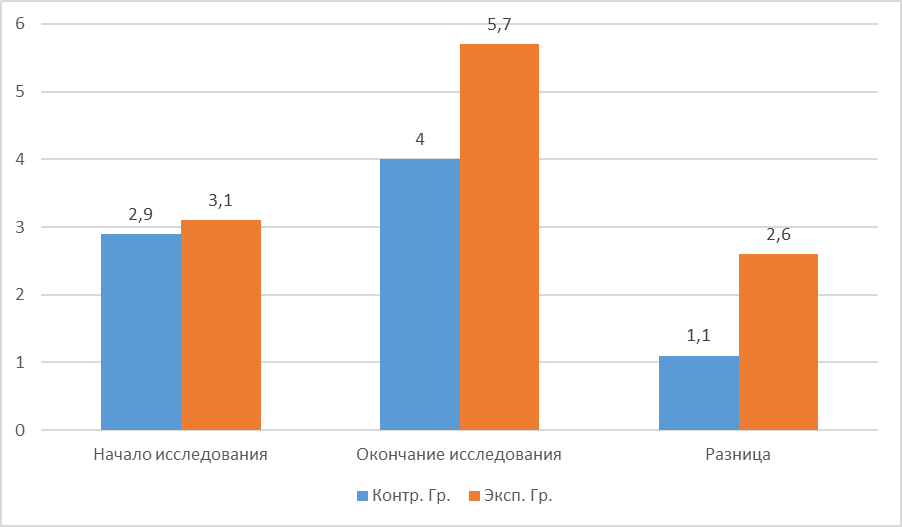 6
5,7
5
4
4
3,1
2,9
3
2,6
2
1,1
1
0
Начало исследования
Окончание исследования
Разница
Контр. Гр.
Эксп. Гр.